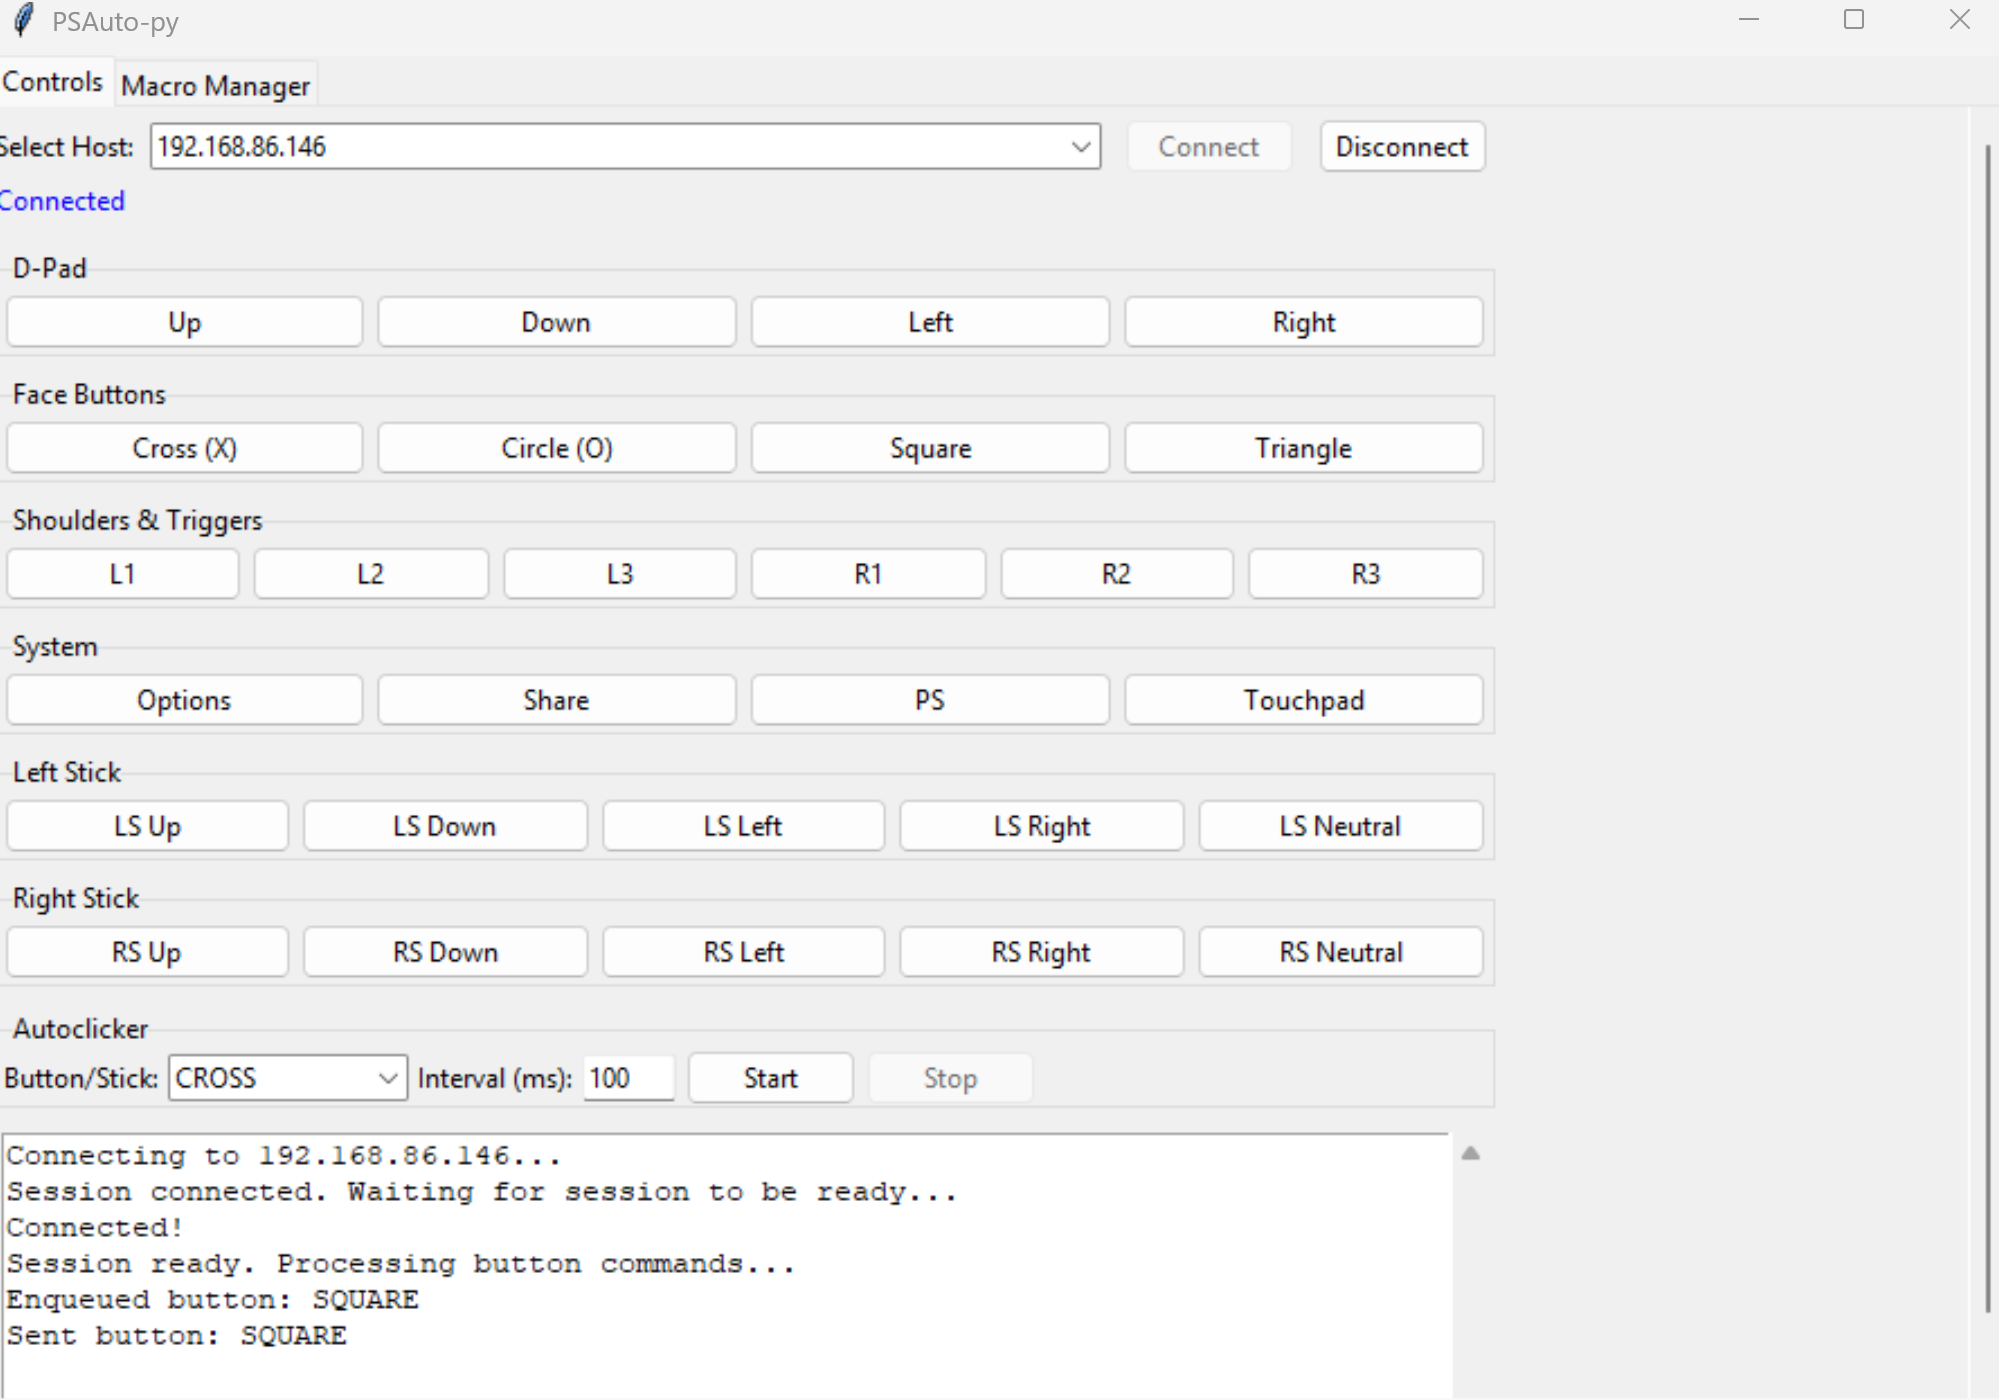 PSAuto-py
Controls Macro Manager
Select Host: 192.168.86.146 Connect Disconnect
Connected
D-Pad
Up Down Left Right
Face Buttons
Cross (X) Circle (O) Square Triangle
Shoulders & Triggers
L1 L2 L3 R1 R2 R3
System
Options Share PS Touchpad
Left Stick
LS Up LS Down LS Left LS Right LS Neutral
Right Stick
RS Up RS Down RS Left RS Right RS Neutral
Autoclicker
Button/Stick: CROSS Interval (ms): 100 Start Stop
Connecting to 192.168.86.146...
Session connected. Waiting for session to be ready...
Connected!
Session ready. Processing button commands...
Enqueued button: SQUARE
Sent button: SQUARE